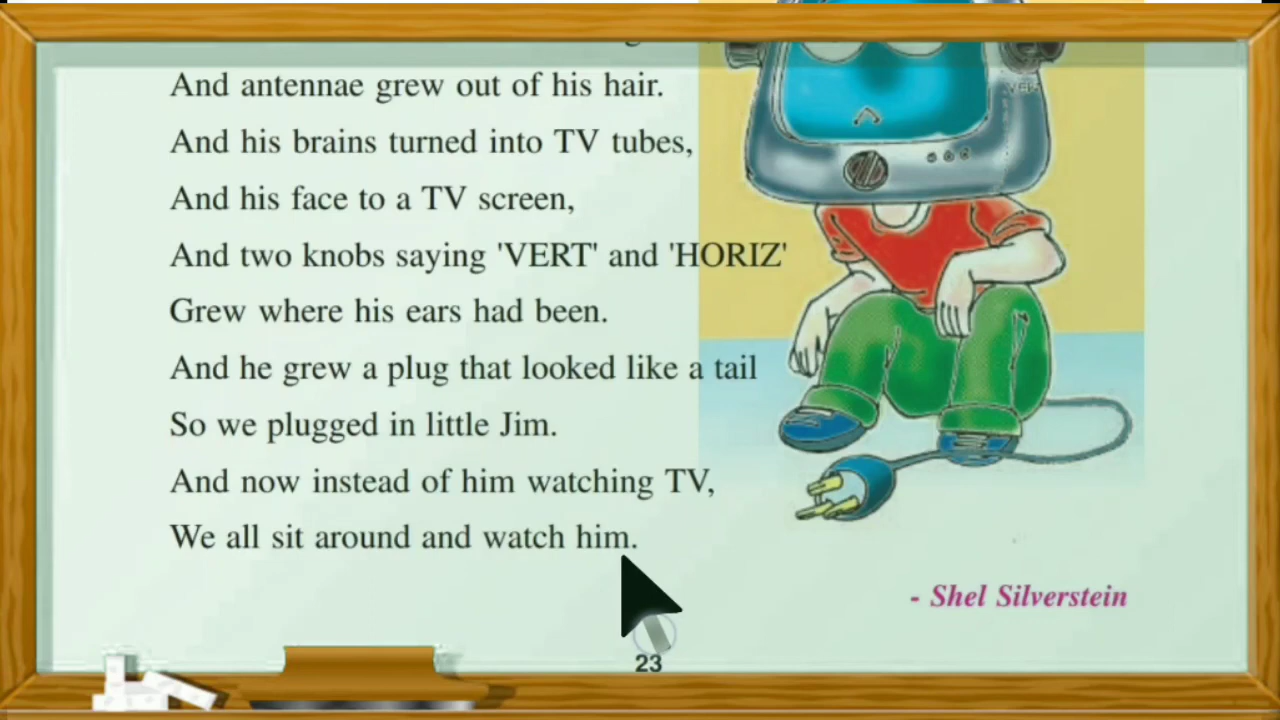 And antennae grew out of his hair.
And his brains turned into TV tubes,
And his face to a TV screen,
And two knobs saying 'VERT' and 'HORIZ'
Grew where his ears had been.
And he grew a plug that looked like a tail
So we plugged in little Jim.
And now instead of him watching TV,
We all sit around and watch him.
- Shel Silverstein
23